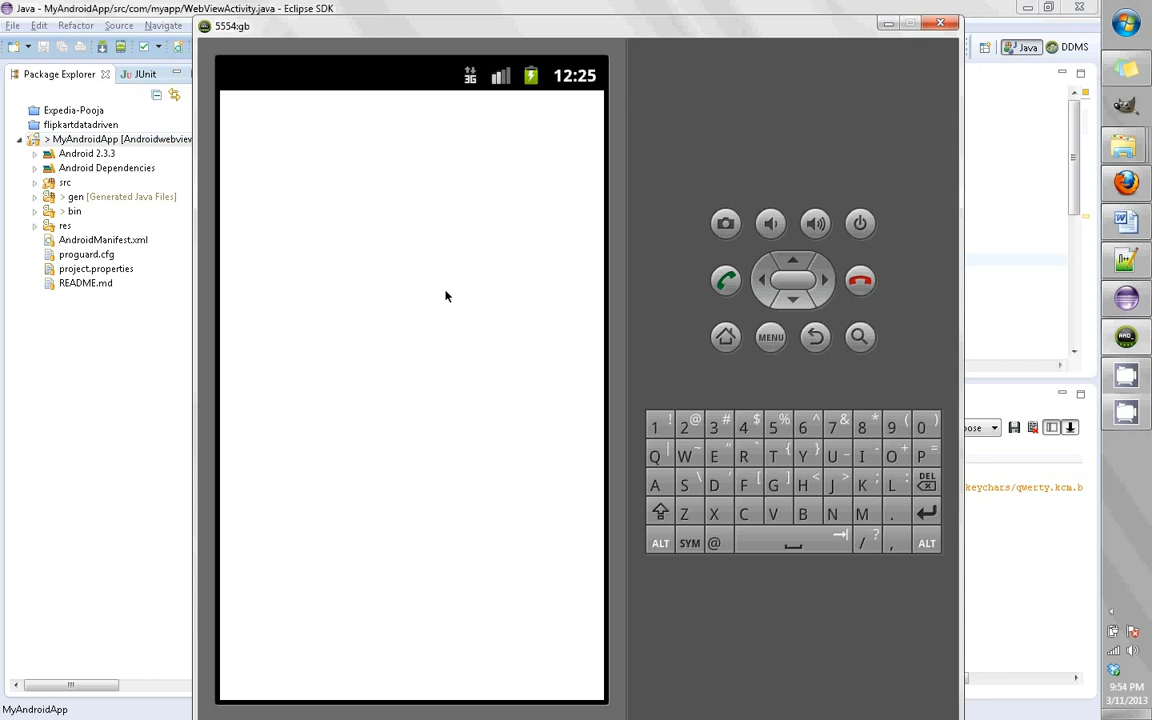 Java - MyAndroidApp/src/com/myapp/WebViewActivity.java - Eclipse SDK
File Edit Refactor Source Navigate
5554:gb
Java DDMS
Package Explorer JUnit
3G 12:25
Expedia-Pooja
flipkartdatadriven
> MyAndroidApp [Androidwebview
Android 2.3.3
Android Dependencies
src
> gen [Generated Java Files]
> bin
res
AndroidManifest.xml
proguard.cfg
project.properties
README.md
MENU
1 ! 2 @ 3 # 4 $ 5 % 6 ^ 7 & 8 * 9 ( 0 )
Q | W ~ E " R ` T { Y } U _ I - O + P =
A S \ D ' F [ G ] H < J > K ; L : DEL
Z X C V B N M .
ALT SYM @ / ? , ALT
ose
keychars/qwerty.kcm.b
MyAndroidApp
9:54 PM
3/11/2013